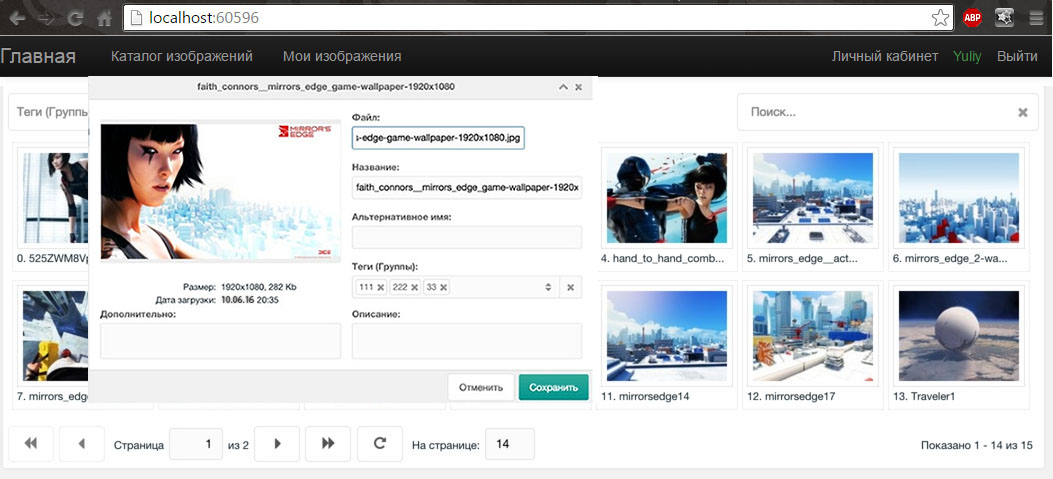 localhost:60596
ABP
Главная Каталог изображений Мои изображения Личный кабинет Yuliy Выйти
faith_connors__mirrors_edge_game-wallpaper-1920x1080
Теги (Группы
Поиск...
MIRROR'S EDGE
Файл:
s-edge-game-wallpaper-1920x1080.jpg
Название:
faith_connors__mirrors_edge_game-wallpaper-1920x
Альтернативное имя:
Теги (Группы):
111 222 33
Размер: 1920x1080, 282 Kb
Дата загрузки: 10.06.16 20:35
Дополнительно:
Описание:
Отменить Сохранить
0. 525ZWM8Vp
4. hand_to_hand_comb...
5. mirrors_edge__act...
6. mirrors_edge_2-wa...
7. mirrors_edg
11. mirrorsedge14
12. mirrorsedge17
13. Traveler1
Страница 1 из 2 На странице: 14 Показано 1 - 14 из 15